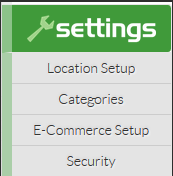 settings
Location Setup
Categories
E-Commerce Setup
Security